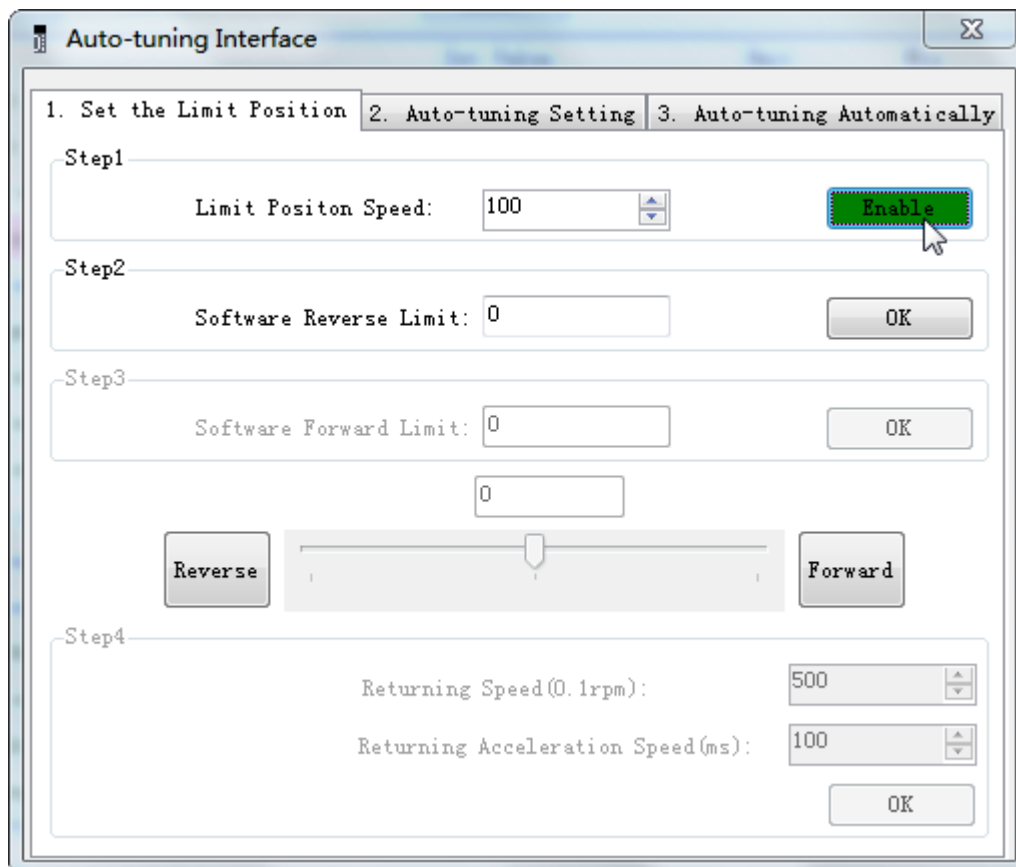 Auto-tuning Interface
1. Set the Limit Position 2. Auto-tuning Setting 3. Auto-tuning Automatically
Step1
Limit Positon Speed: 100 Enable
Step2
Software Reverse Limit: 0 OK
Step3
Software Forward Limit: 0 OK
0
Reverse Forward
Step4
Returning Speed(0.1rpm): 500
Returning Acceleration Speed(ms): 100
OK